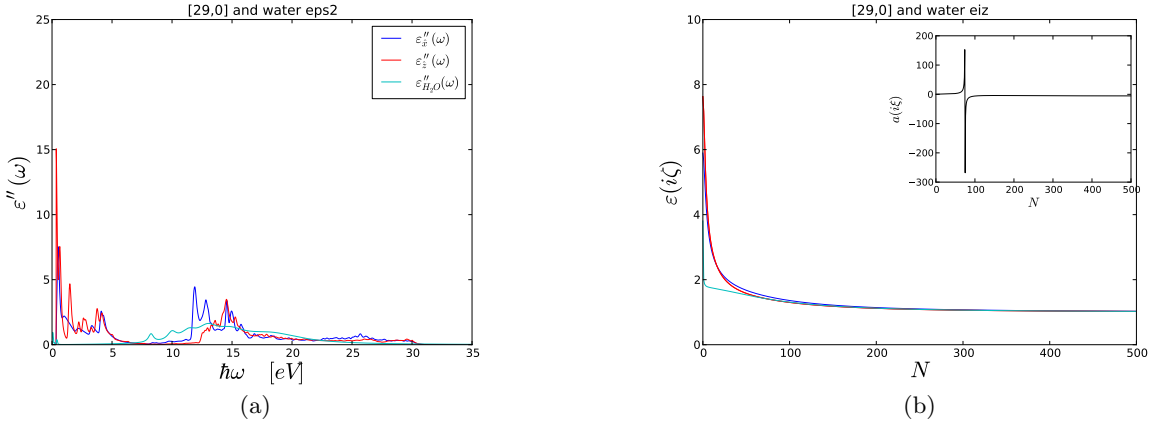 [29,0] and water eps2
25
20
15
10
5
0
ε''(ω)
ε''_x̂(ω)
ε''_ẑ(ω)
ε''_{H₂O}(ω)
0 5 10 15 20 25 30 35
ħω [eV]
(a)
[29,0] and water eiz
10
8
6
4
2
0
ε(iζ)
200
100
0
−100
−200
−300
a(iξ)
0 100 200 300 400 500
N
0 100 200 300 400 500
N
(b)